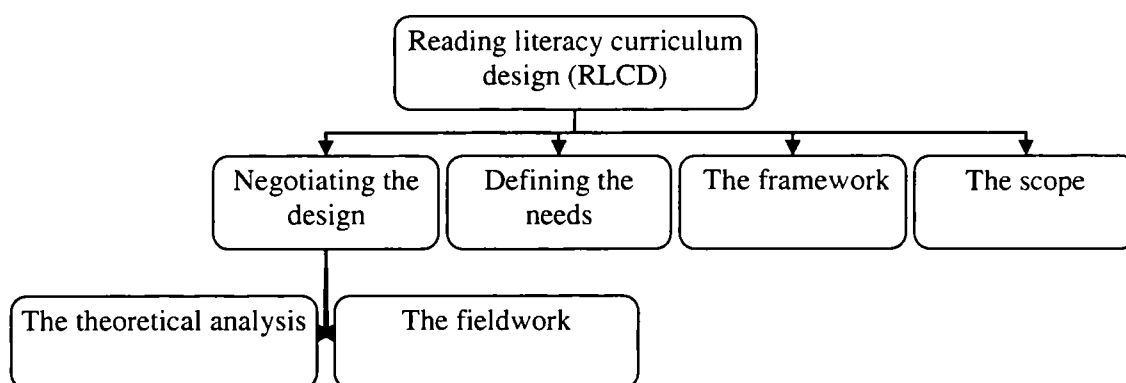 Reading literacy curriculum
design (RLCD)
Negotiating the
design
Defining the
needs
The framework
The scope
The theoretical analysis
The fieldwork